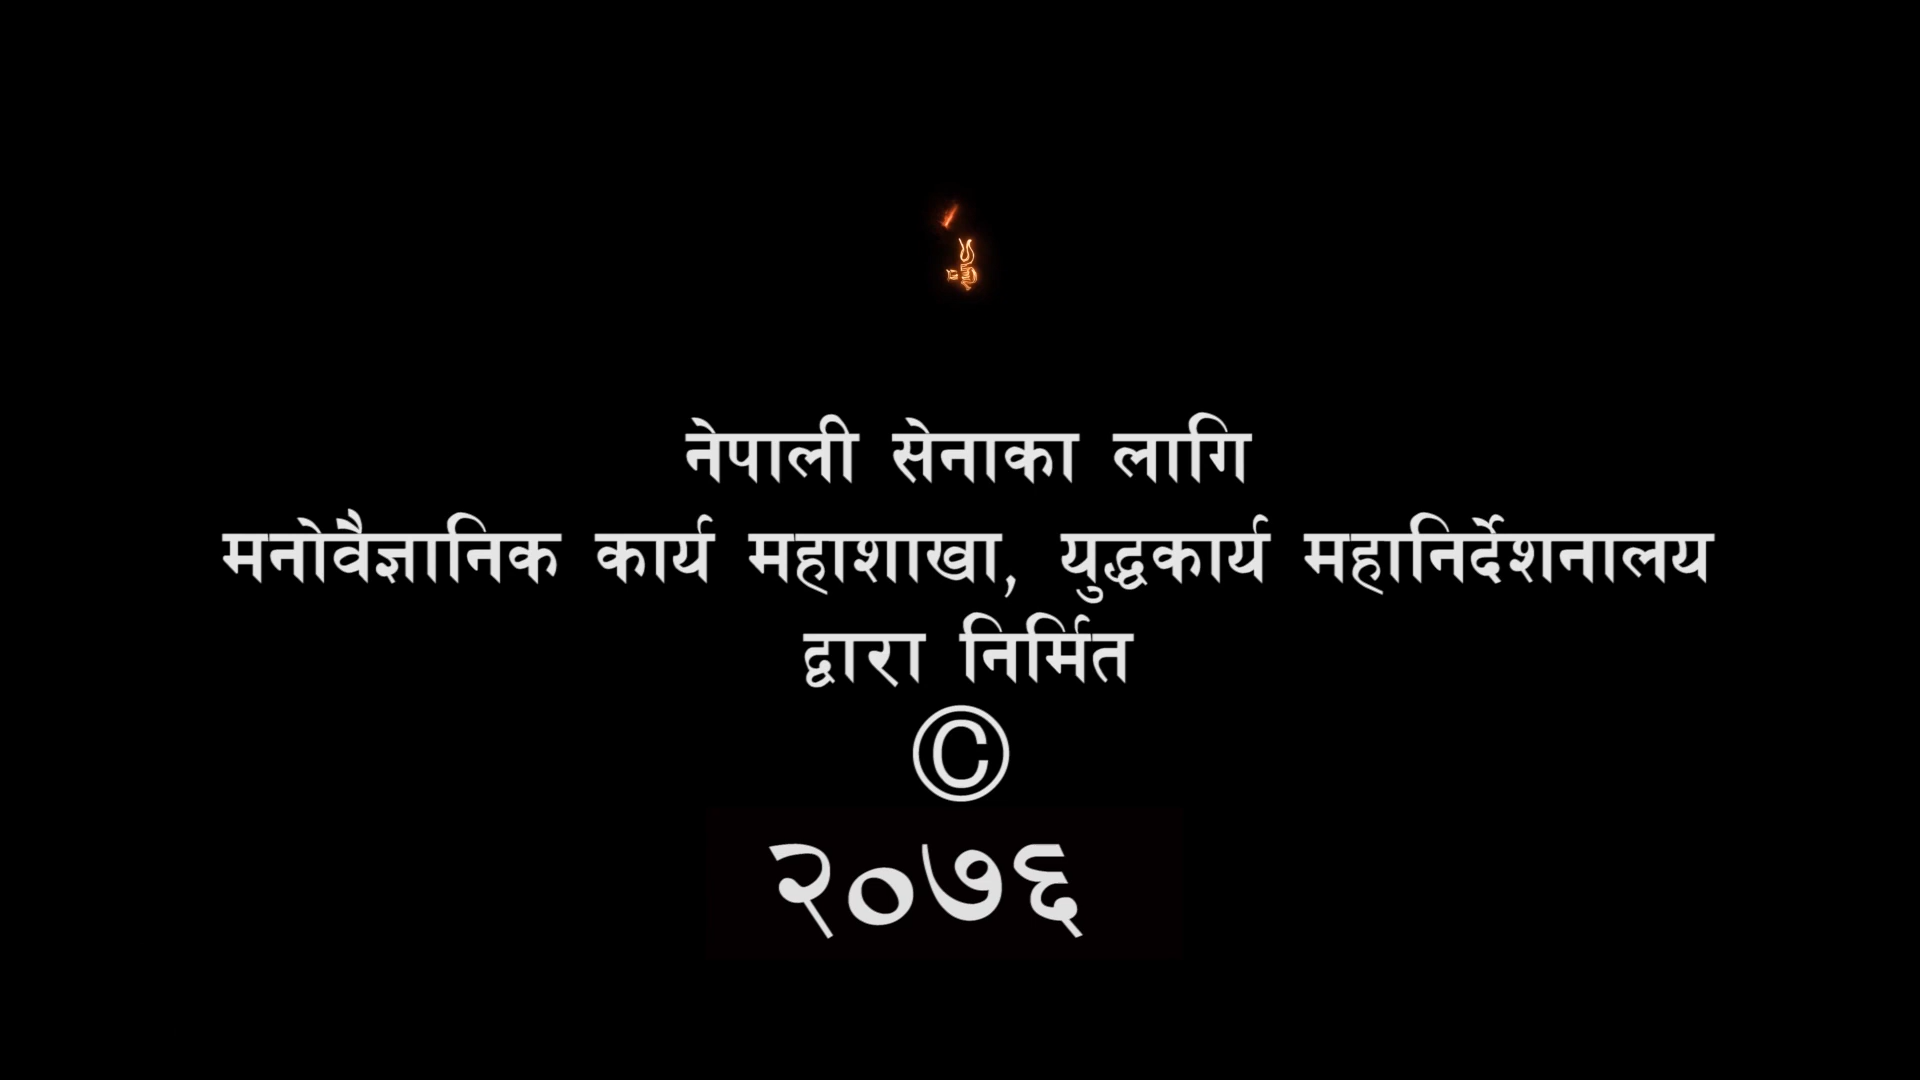 नेपाली सेनाका लागि
मनोवैज्ञानिक कार्य महाशाखा, युद्धकार्य महानिर्देशनालय
द्वारा निर्मित
©
२०७६